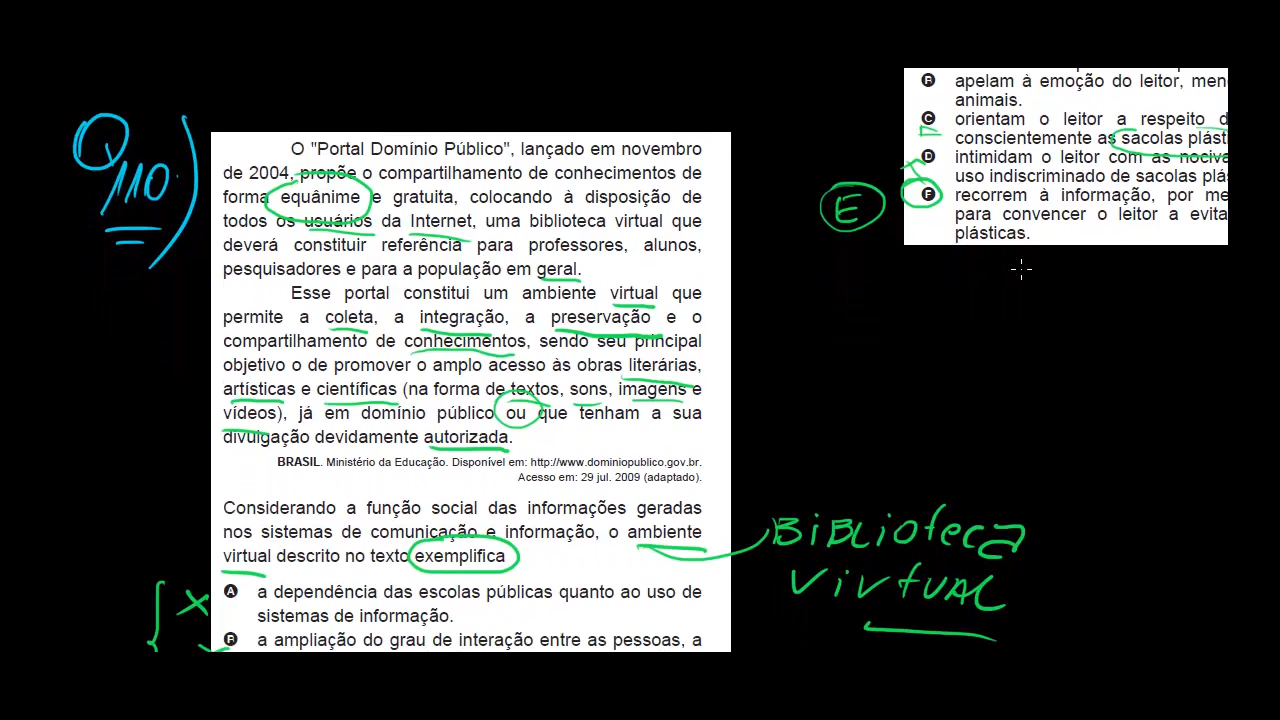 Q110.
O "Portal Domínio Público", lançado em novembro
de 2004, propõe o compartilhamento de conhecimentos de
forma equânime e gratuita, colocando à disposição de
todos os usuários da Internet, uma biblioteca virtual que
deverá constituir referência para professores, alunos,
pesquisadores e para a população em geral.
Esse portal constitui um ambiente virtual que
permite a coleta, a integração, a preservação e o
compartilhamento de conhecimentos, sendo seu principal
objetivo o de promover o amplo acesso às obras literárias,
artísticas e científicas (na forma de textos, sons, imagens e
vídeos), já em domínio público ou que tenham a sua
divulgação devidamente autorizada.
BRASIL. Ministério da Educação. Disponível em: http://www.dominiopublico.gov.br.
Acesso em: 29 jul. 2009 (adaptado).
Considerando a função social das informações geradas
nos sistemas de comunicação e informação, o ambiente
virtual descrito no texto exemplifica
A a dependência das escolas públicas quanto ao uso de
sistemas de informação.
B a ampliação do grau de interação entre as pessoas, a
BiBLioteca
VirtUAL
E
B apelam à emoção do leitor,
animais.
C orientam o leitor a respeito
conscientemente as sacolas
D intimidam o leitor com as
uso indiscriminado de sacolas
E recorrem à informação, por
para convencer o leitor a
plásticas.